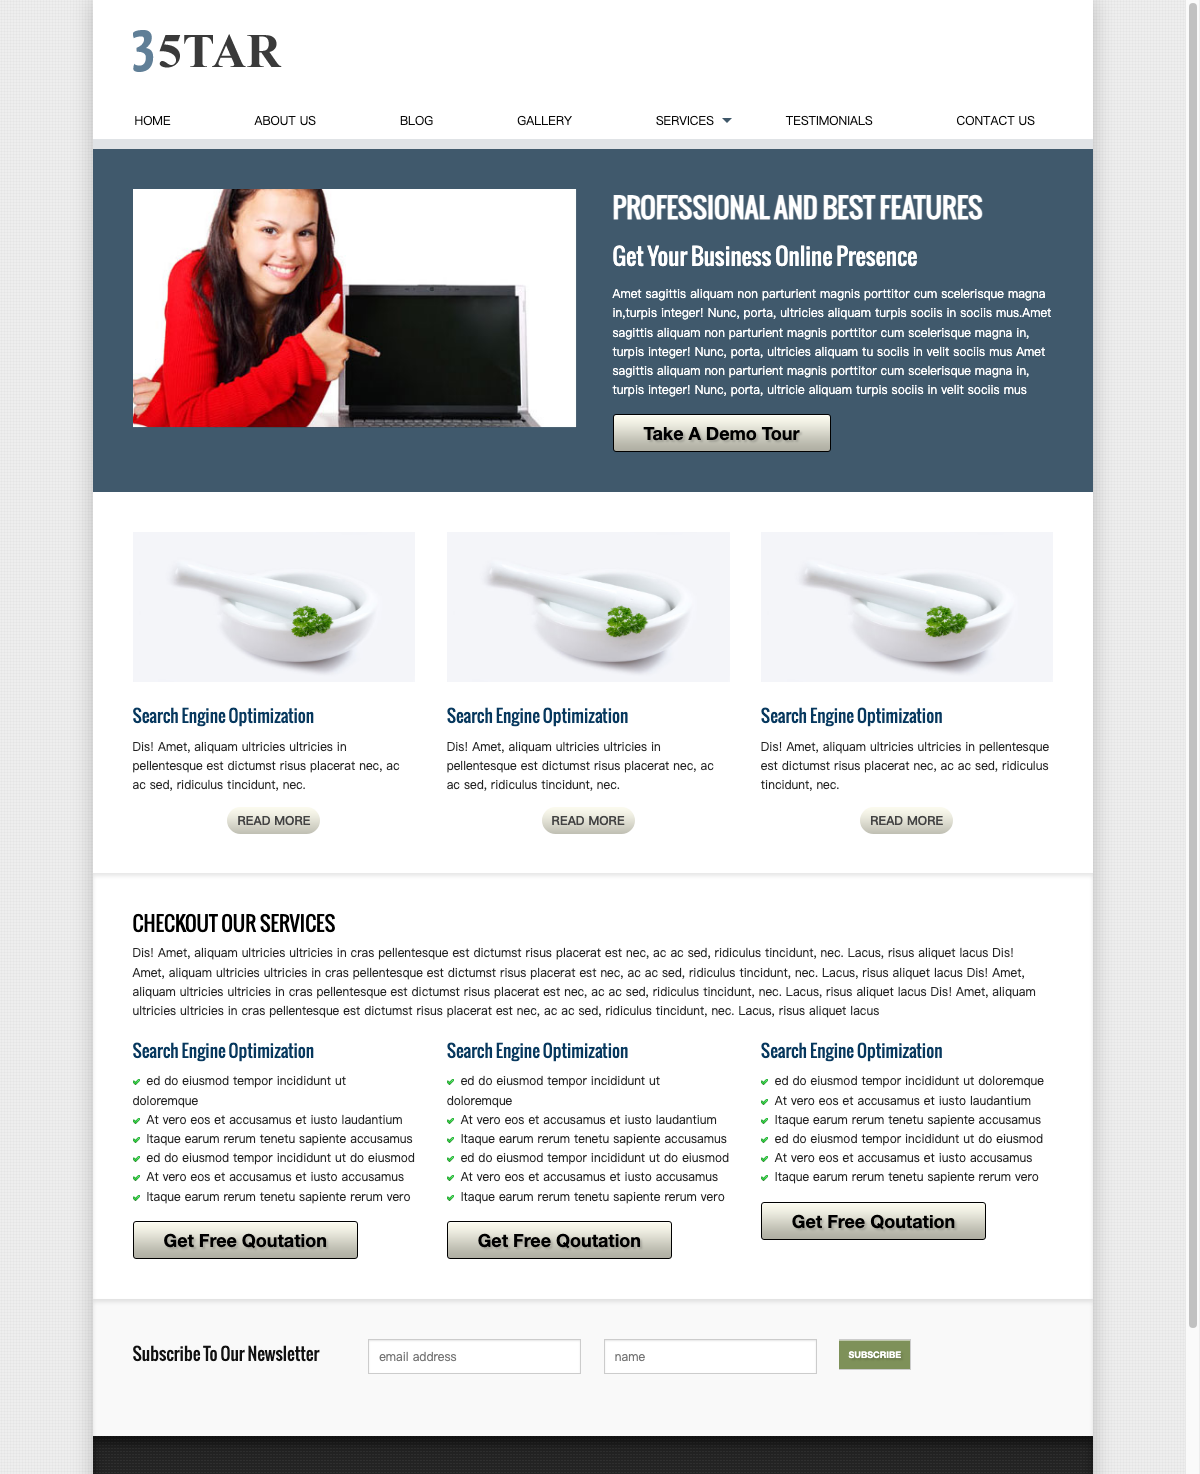 35TAR
HOME ABOUT US BLOG GALLERY SERVICES TESTIMONIALS CONTACT US
PROFESSIONAL AND BEST FEATURES
Get Your Business Online Presence
Amet sagittis aliquam non parturient magnis porttitor cum scelerisque magna
in,turpis integer! Nunc, porta, ultricies aliquam turpis sociis in sociis mus.Amet
sagittis aliquam non parturient magnis porttitor cum scelerisque magna in,
turpis integer! Nunc, porta, ultricies aliquam tu sociis in velit sociis mus Amet
sagittis aliquam non parturient magnis porttitor cum scelerisque magna in,
turpis integer! Nunc, porta, ultricie aliquam turpis sociis in velit sociis mus
Take A Demo Tour
Search Engine Optimization
Dis! Amet, aliquam ultricies ultricies in
pellentesque est dictumst risus placerat nec, ac
ac sed, ridiculus tincidunt, nec.
READ MORE
Search Engine Optimization
Dis! Amet, aliquam ultricies ultricies in
pellentesque est dictumst risus placerat nec, ac
ac sed, ridiculus tincidunt, nec.
READ MORE
Search Engine Optimization
Dis! Amet, aliquam ultricies ultricies in pellentesque
est dictumst risus placerat nec, ac ac sed, ridiculus
tincidunt, nec.
READ MORE
CHECKOUT OUR SERVICES
Dis! Amet, aliquam ultricies ultricies in cras pellentesque est dictumst risus placerat est nec, ac ac sed, ridiculus tincidunt, nec. Lacus, risus aliquet lacus Dis!
Amet, aliquam ultricies ultricies in cras pellentesque est dictumst risus placerat est nec, ac ac sed, ridiculus tincidunt, nec. Lacus, risus aliquet lacus Dis! Amet,
aliquam ultricies ultricies in cras pellentesque est dictumst risus placerat est nec, ac ac sed, ridiculus tincidunt, nec. Lacus, risus aliquet lacus Dis! Amet, aliquam
ultricies ultricies in cras pellentesque est dictumst risus placerat est nec, ac ac sed, ridiculus tincidunt, nec. Lacus, risus aliquet lacus
Search Engine Optimization
ed do eiusmod tempor incididunt ut
doloremque
At vero eos et accusamus et iusto laudantium
Itaque earum rerum tenetu sapiente accusamus
ed do eiusmod tempor incididunt ut do eiusmod
At vero eos et accusamus et iusto accusamus
Itaque earum rerum tenetu sapiente rerum vero
Get Free Qoutation
Search Engine Optimization
ed do eiusmod tempor incididunt ut
doloremque
At vero eos et accusamus et iusto laudantium
Itaque earum rerum tenetu sapiente accusamus
ed do eiusmod tempor incididunt ut do eiusmod
At vero eos et accusamus et iusto accusamus
Itaque earum rerum tenetu sapiente rerum vero
Get Free Qoutation
Search Engine Optimization
ed do eiusmod tempor incididunt ut doloremque
At vero eos et accusamus et iusto laudantium
Itaque earum rerum tenetu sapiente accusamus
ed do eiusmod tempor incididunt ut do eiusmod
At vero eos et accusamus et iusto accusamus
Itaque earum rerum tenetu sapiente rerum vero
Get Free Qoutation
Subscribe To Our Newsletter
email address
name
SUBSCRIBE